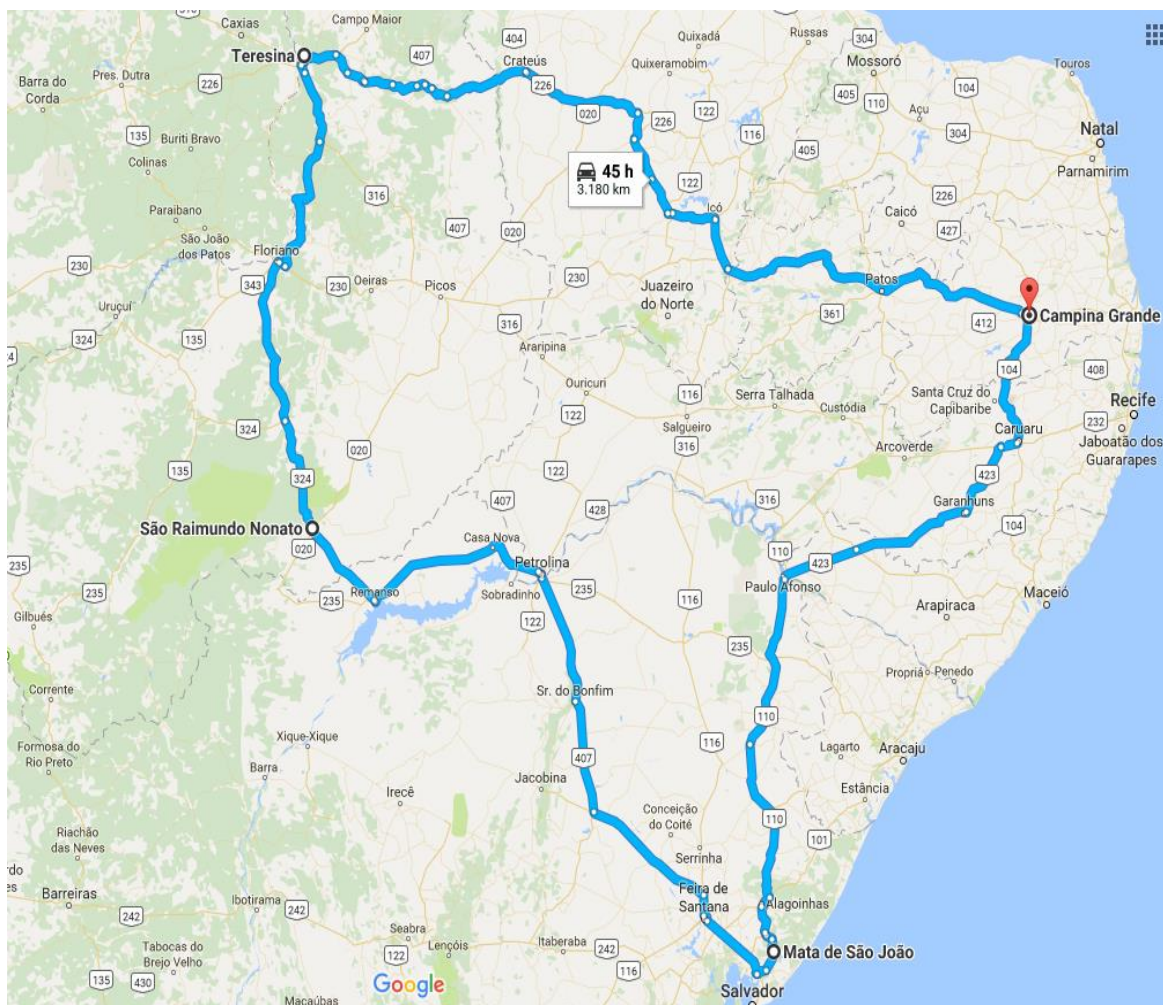 310
Caxias
Campo Maior
404
Quixadá
Russas
304
Touros
Teresina
407
Crateús
Quixeramobim
Mossoró
104
Barra do
Corda
Pres. Dutra
226
226
122
405
110
Açu
135
Buriti Bravo
020
226
116
304
Natal
Parnamirim
Colinas
45 h
3.180 km
405
316
122
226
Paraibano
Icó
Caicó
São João
dos Patos
407
020
427
230
Floriano
230
343
230
Oeiras
Picos
Juazeiro
do Norte
Patos
Uruçuí
361
412
Campina Grande
324
324
135
316
Araripina
104
408
Ouricuri
116
Serra Talhada
Santa Cruz do
Capibaribe
Recife
122
Salgueiro
Custódia
232
Jaboatão dos
Guararapes
324
020
316
Arcoverde
Caruaru
135
122
423
324
407
316
Garanhuns
São Raimundo Nonato
428
104
020
Casa Nova
110
235
Petrolina
423
235
Remanso
Sobradinho
235
Paulo Afonso
Maceió
235
116
Arapiraca
Gilbués
122
235
Propriá
Penedo
Corrente
Sr. do Bonfim
110
Formosa do
Rio Preto
Xique-Xique
116
Lagarto
Aracaju
Barra
407
Jacobina
Estância
Irecê
Conceição
do Coité
110
101
Riachão
das Neves
Serrinha
rdo
es
Barreiras
Ibotirama
Feira de
Santana
Alagoinhas
242
242
242
Seabra
Itaberaba
242
Mata de São João
Tabocas do
Brejo Velho
122
Lençóis
116
430
Google
Salvador
Macaúbas